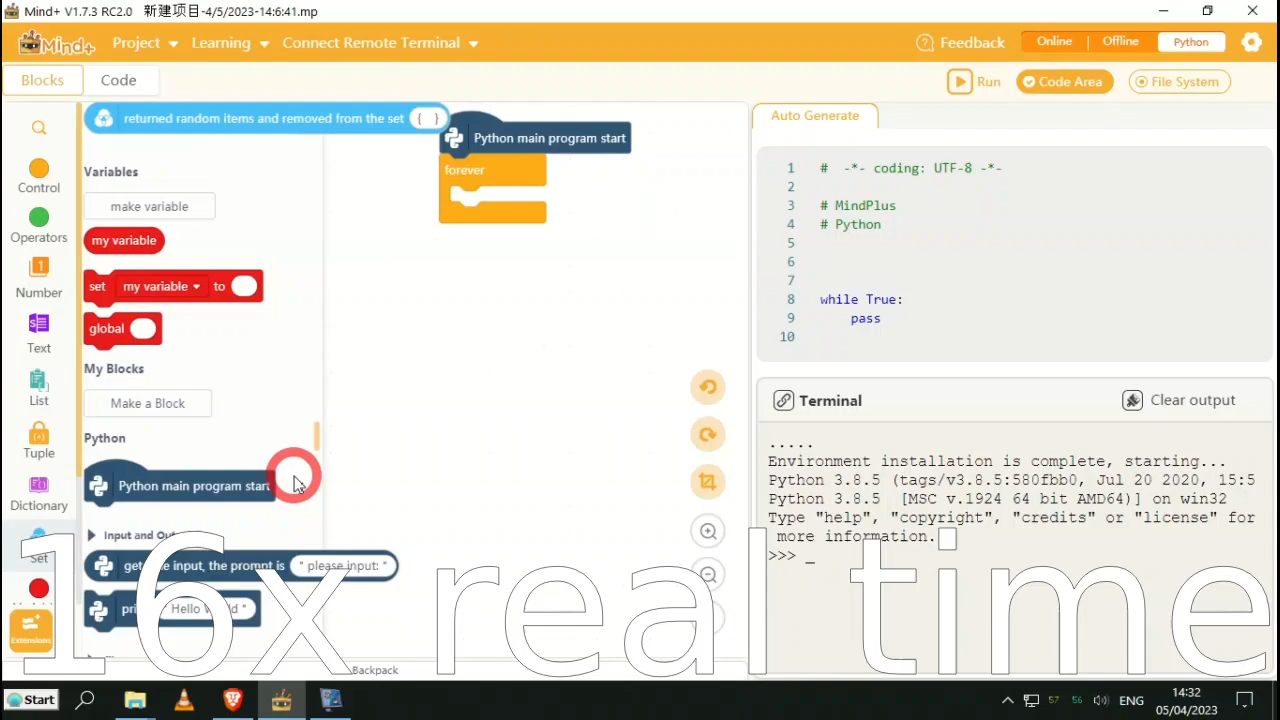 Mind+ V1.7.3 RC2.0 新建项目-4/5/2023-14:6:41.mp
Mind+ Project Learning Connect Remote Terminal Feedback Online Offline Python
Blocks Code Run Code Area File System
returned random items and removed from the set { }
Control
Operators
Number
Text
List
Tuple
Dictionary
Set
Extensions
Variables
make variable
my variable
set my variable to
global
My Blocks
Make a Block
Python
Python main program start
Input and Ou
get the input, the prompt is " please input: "
print " Hello World "
Python main program start
forever
Backpack
Auto Generate
1 # -*- coding: UTF-8 -*-
2
3 # MindPlus
4 # Python
5
6
7
8 while True:
9 pass
10
Terminal Clear output
.....
Environment installation is complete, starting...
Python 3.8.5 (tags/v3.8.5:580fbb0, Jul 20 2020, 15:5
Python 3.8.5 [MSC v.1924 64 bit AMD64)] on win32
Type "help", "copyright", "credits" or "license" for
more information.
>>> _
16x real time
Start 57 56 ENG 14:32
05/04/2023